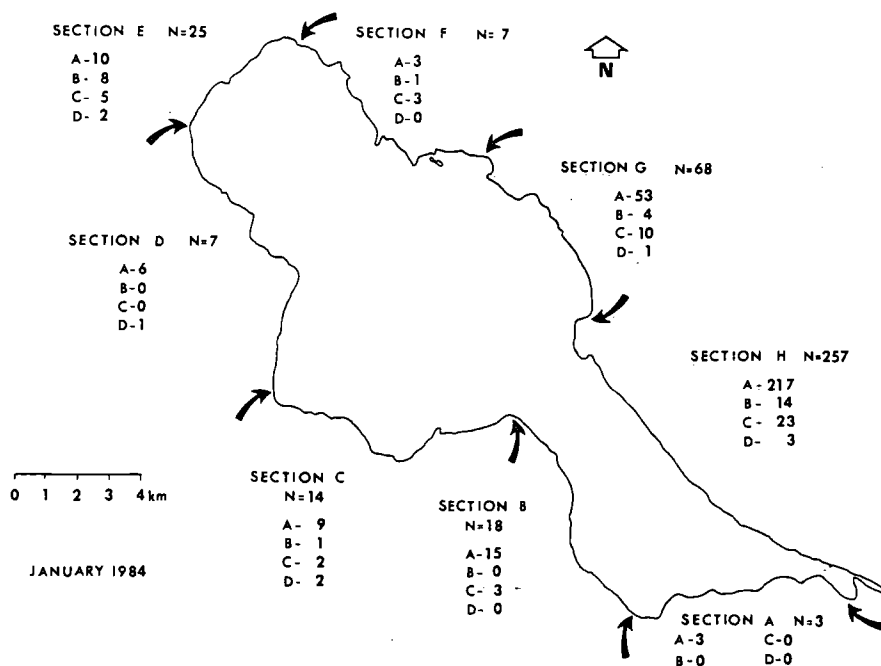 SECTION E N=25
A-10
B- 8
C- 5
D- 2
SECTION F N= 7
A-3
B-1
C-3
D-0
N
SECTION G N=68
A-53
B- 4
C-10
D- 1
SECTION D N=7
A-6
B-0
C-0
D-1
SECTION H N=257
A-217
B- 14
C- 23
D- 3
SECTION C
N=14
A- 9
B- 1
C- 2
D- 2
SECTION B
N=18
A-15
B- 0
C- 3
D- 0
0 1 2 3 4 km
JANUARY 1984
SECTION A N=3
A-3 C-0
B-0 D-0